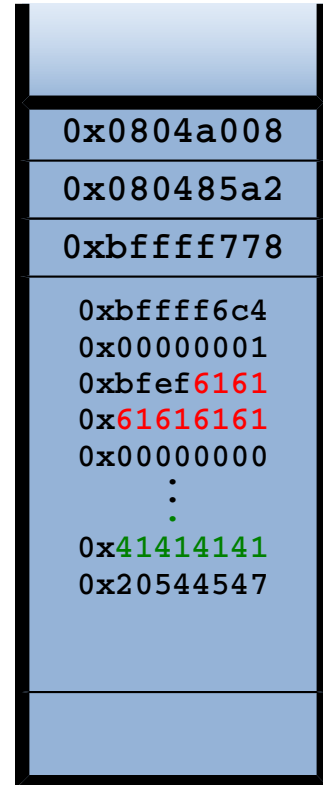 0x0804a008
0x080485a2
0xbffff778
0xbffff6c4
0x00000001
0xbfef6161
0x61616161
0x00000000
.
.
.
0x41414141
0x20544547